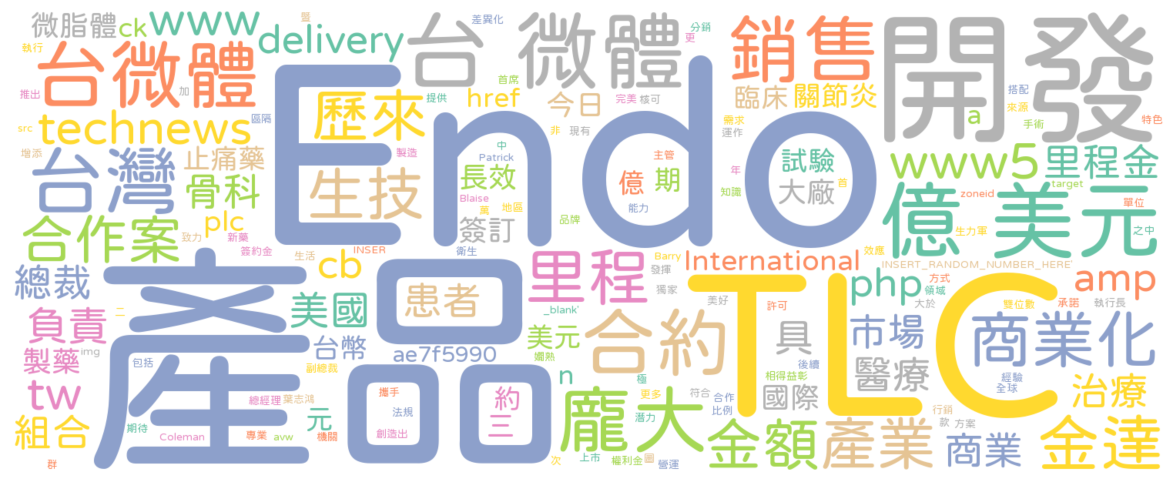 微脂體 ck www
執行
台微體 delivery
台 微體
差異化
更
分銷
銷售
開發
推出
加
首席
提供
href
今日
完美
核可
臨床
關節炎
搭配
來源
手術
a
特色
src
technews
區隔
歷來
Endo
非
現有
需求
運作
增添
台灣
止痛藥
製造
中
Patrick
長效
主管
億
期
年
知識
試驗
大廠
首
www5
里程金
骨科
生技
Blaise
萬
地區
能力
品牌
簽訂
億 美元
zoneid
target
單位
之中
生力軍
合作案
plc
致力
新藥
簽約金
生活
INSER
衛生
效應
INSERT_RANDOM_NUMBER_HERE'
總裁
產品
cb
里程
Barry
發揮
International
TLC
php
方式
領域
amp
負責
二
美國
患者
_blank'
獨家
美好
許可
大於
雙位數
承諾
執行長
製藥
img
台幣
ae7f5990
美元
嫻熟
合約
具
市場
商業化
後續
tw
包括
副總裁
n
極
相得益彰
醫療
經驗
全球
總經理
葉志鴻
攜手
約
三
更多
符合
合作
比例
國際
治療
組合
期待
元
法規
龐大
潛力
行銷
款
方案
Coleman
專業
avw
機關
創造出
金額
產業
商業
金達
群
次
上市
權利金
圖
營運